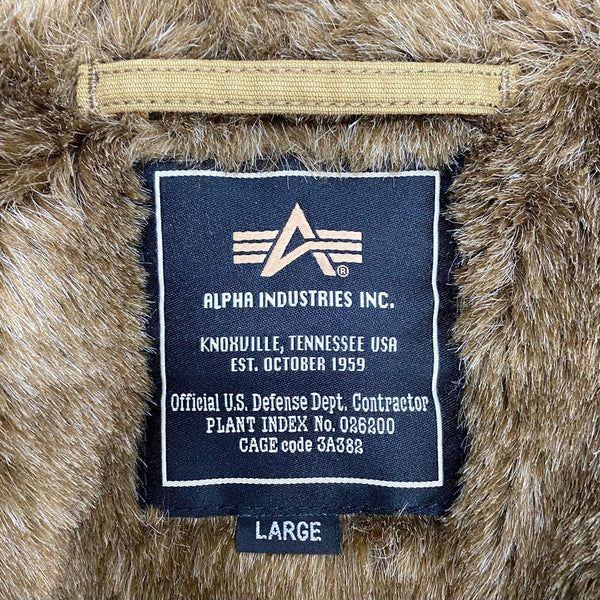 ®
ALPHA INDUSTRIES INC.
KNOXVILLE, TENNESSEE USA
EST. OCTOBER 1959
Official U.S. Defense Dept. Contractor
PLANT INDEX No. 026200
CAGE code 3A382
LARGE